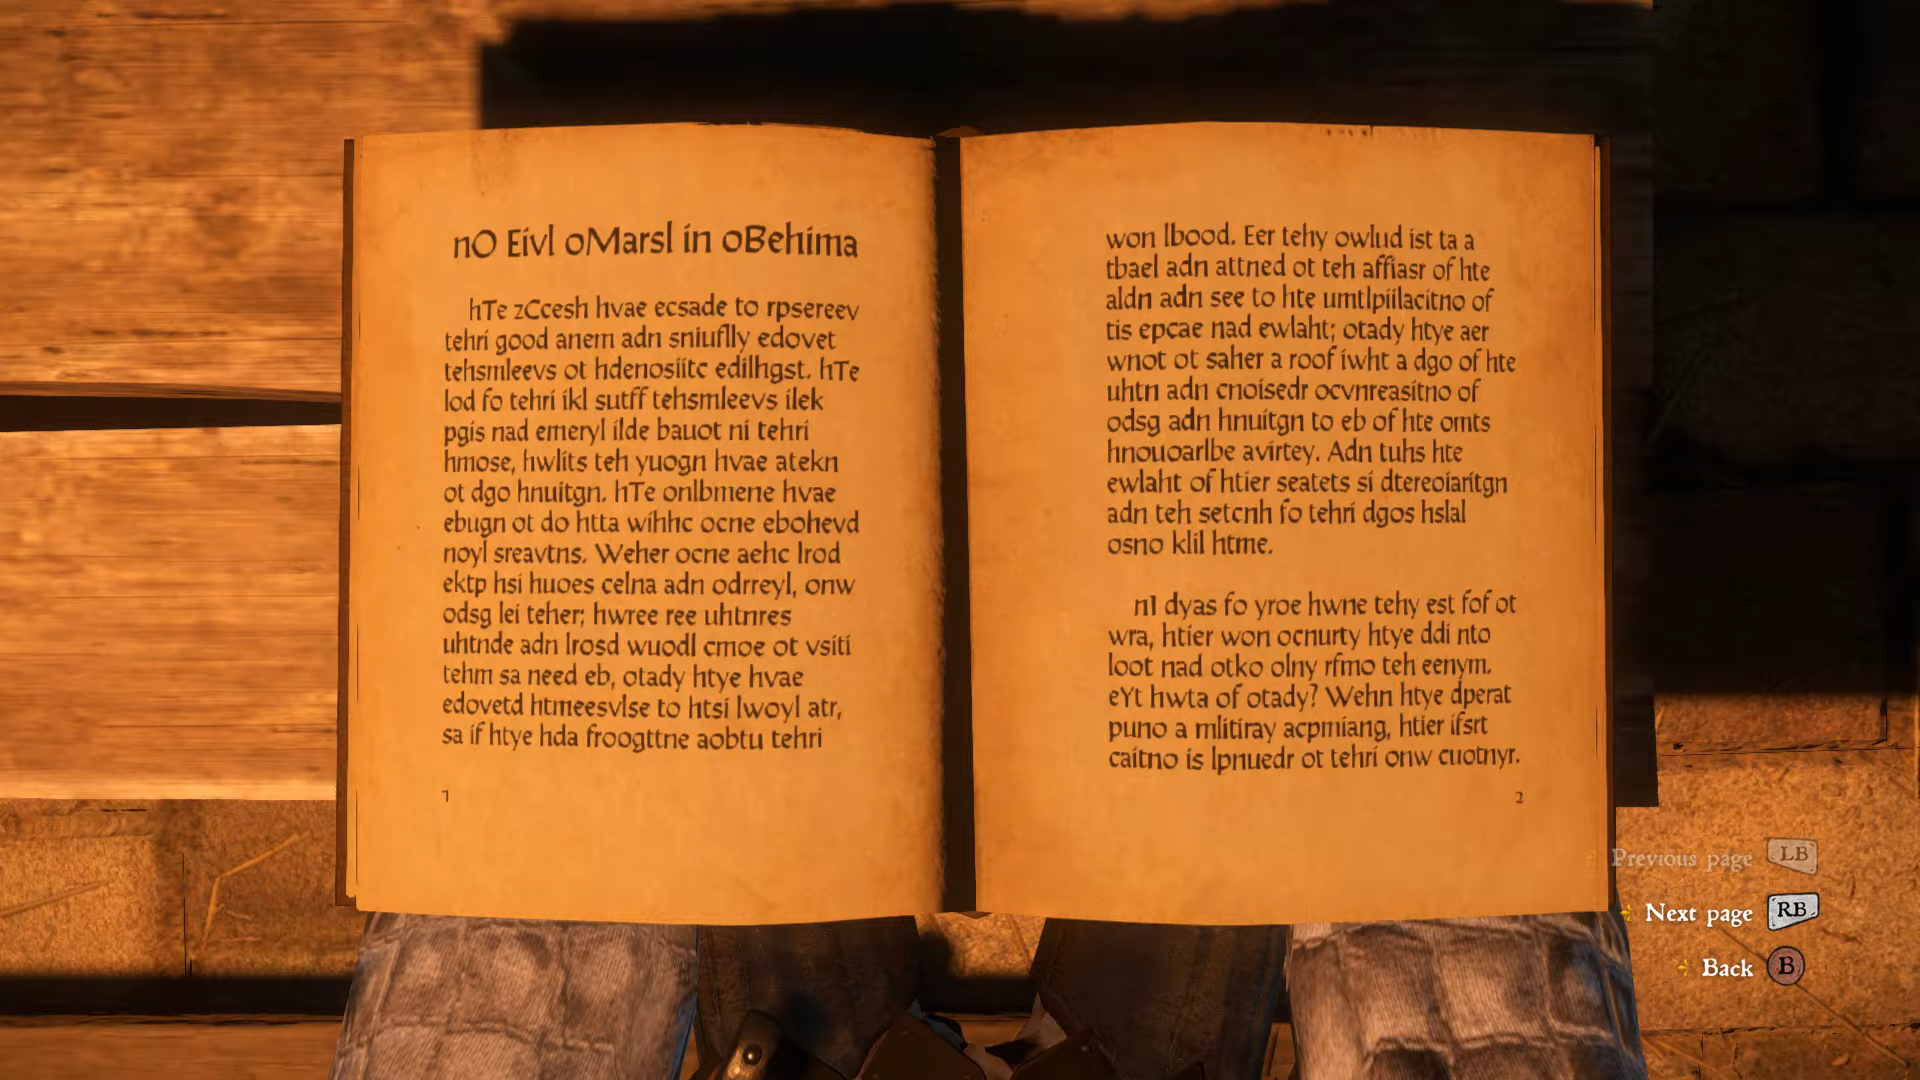 nO Eivl oMarsl in oBehima
hTe zCcesh hvae ecsade to rpsereev
tehri good anem adn sniuflly edovet
tehsmleevs ot hdenosiitc edilhgst. hTe
lod fo tehri ikl sutff tehsmleevs ilek
pgis nad emeryl ilde bauot ni tehri
hmose, hwlits teh yuogn hvae atekn
ot dgo hnuitgn. hTe onlbmene hvae
ebugn ot do htta wihhc ocne ebohevd
noyl sreavtns. Weher ocne aehc lrod
ektp hsi huoes celna adn odrreyl, onw
odsg lei teher; hwree ree uhtnres
uhtnde adn lrosd wuodl cmoe ot vsiti
tehm sa need eb, otady htye hvae
edovetd htmeesvlse to htsi lwoyl atr,
sa if htye hda froogttne aobtu tehri
1
won lbood. Eer tehy owlud ist ta a
tbael adn attned ot teh affiasr of hte
aldn adn see to hte umtlpiilacitno of
tis epcae nad ewlaht; otady htye aer
wnot ot saher a roof iwht a dgo of hte
uhtn adn cnoisedr ocvnreasitno of
odsg adn hnuitgn to eb of hte omts
hnouoarlbe avirtey. Adn tuhs hte
ewlaht of htier seatets si dtereoiaritgn
adn teh setcnh fo tehri dgos hslal
osno klil htme.
nI dyas fo yroe hwne tehy est fof ot
wra, htier won ocnurty htye ddi nto
loot nad otko olny rfmo teh eenym.
eYt hwta of otady? Wehn htye dperat
puno a mlitiray acpmiang, htier ifsrt
caitno is lpnuedr ot tehri onw cuotnyr.
2
Previous page LB
Next page RB
Back B